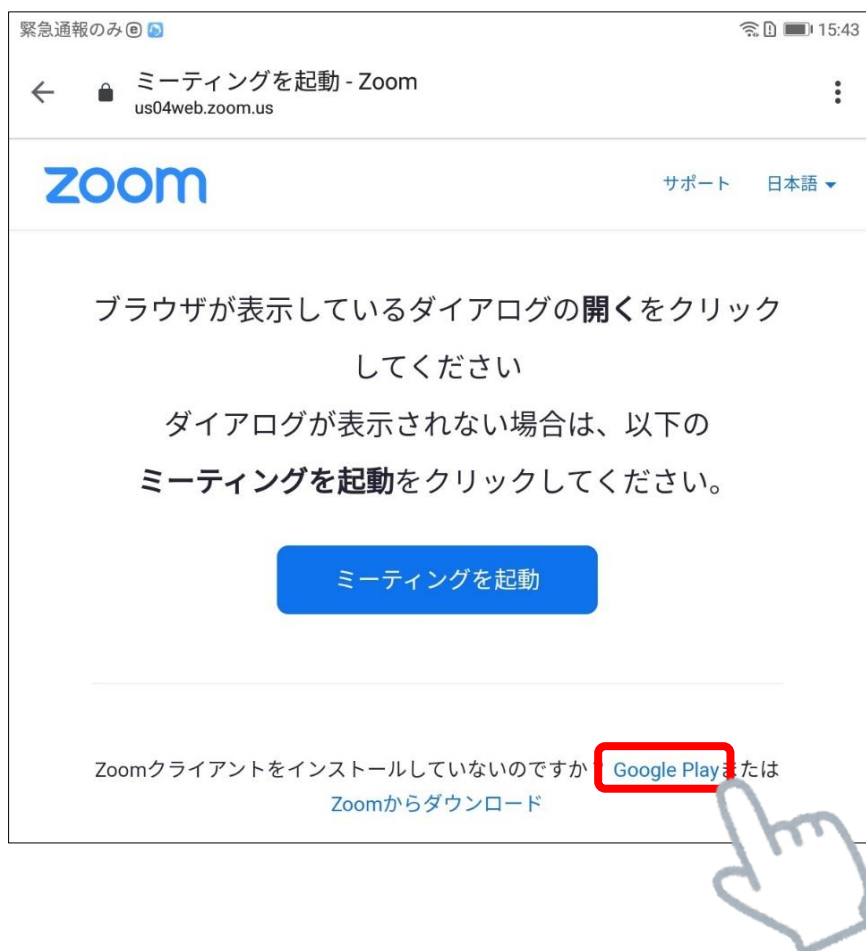 緊急通報のみ
15:43
ミーティングを起動 - Zoom
us04web.zoom.us
zoom サポート 日本語
ブラウザが表示しているダイアログの開くをクリック
してください
ダイアログが表示されない場合は、以下の
ミーティングを起動をクリックしてください。
ミーティングを起動
Zoomクライアントをインストールしていないのですか? Google Playまたは
Zoomからダウンロード